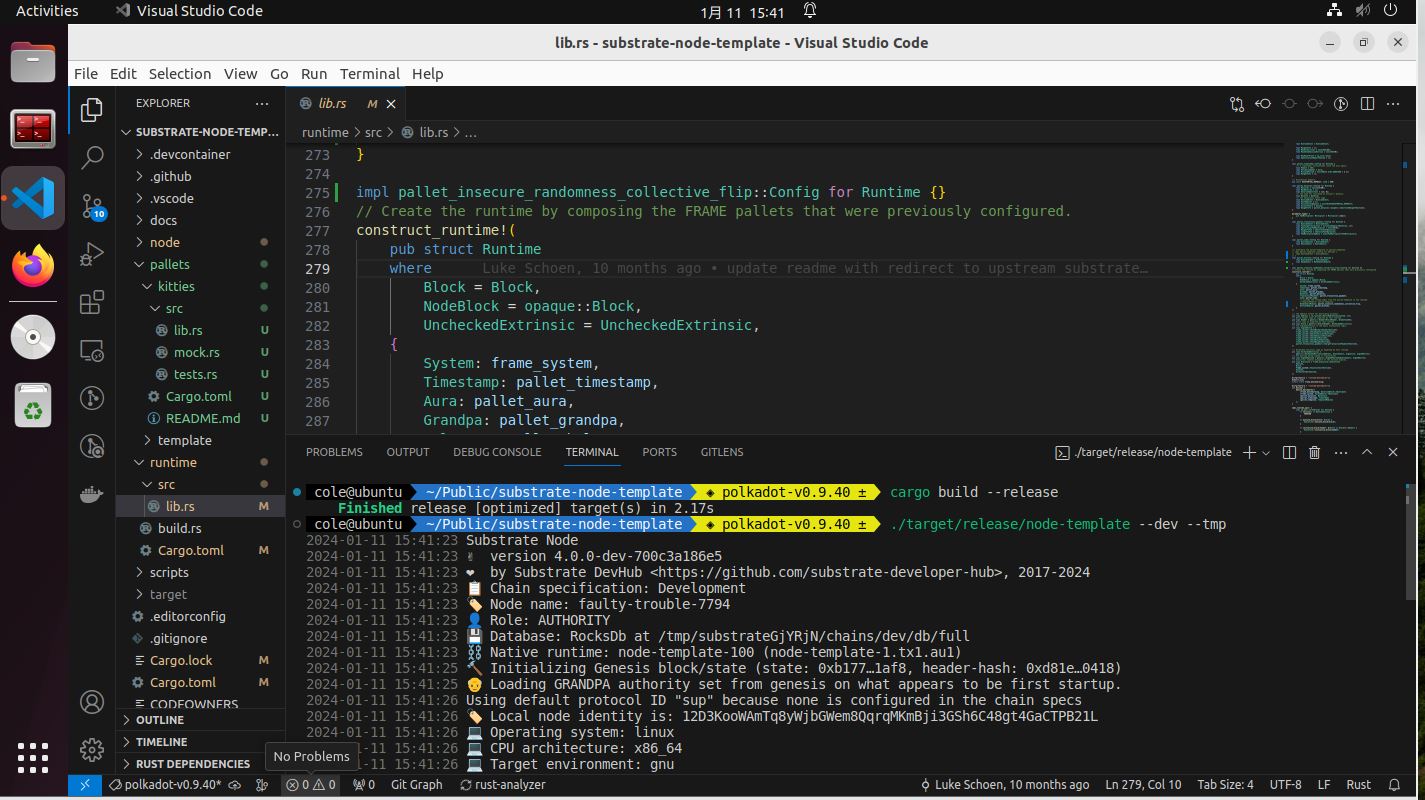 Activities
Visual Studio Code
1月 11 15:41
lib.rs - substrate-node-template - Visual Studio Code
File Edit Selection View Go Run Terminal Help
EXPLORER
SUBSTRATE-NODE-TEMP...
.devcontainer
.github
.vscode
docs
node
pallets
kitties
src
lib.rs U
mock.rs U
tests.rs U
Cargo.toml U
README.md U
template
runtime
src
lib.rs M
build.rs
Cargo.toml M
scripts
target
.editorconfig
.gitignore
Cargo.lock M
Cargo.toml M
CODEOWNERS
OUTLINE
TIMELINE
RUST DEPENDENCIES
10
lib.rs M
runtime > src > lib.rs > ...
273 }
274
275 impl pallet_insecure_randomness_collective_flip::Config for Runtime {}
276 // Create the runtime by composing the FRAME pallets that were previously configured.
277 construct_runtime!(
278 pub struct Runtime
279 where Luke Schoen, 10 months ago • update readme with redirect to upstream substrate…
280 Block = Block,
281 NodeBlock = opaque::Block,
282 UncheckedExtrinsic = UncheckedExtrinsic,
283 {
284 System: frame_system,
285 Timestamp: pallet_timestamp,
286 Aura: pallet_aura,
287 Grandpa: pallet_grandpa,
PROBLEMS OUTPUT DEBUG CONSOLE TERMINAL PORTS GITLENS
./target/release/node-template
cole@ubuntu ~/Public/substrate-node-template polkadot-v0.9.40 ± cargo build --release
Finished release [optimized] target(s) in 2.17s
cole@ubuntu ~/Public/substrate-node-template polkadot-v0.9.40 ± ./target/release/node-template --dev --tmp
2024-01-11 15:41:23 Substrate Node
2024-01-11 15:41:23 ✌️ version 4.0.0-dev-700c3a186e5
2024-01-11 15:41:23 ❤️ by Substrate DevHub <https://github.com/substrate-developer-hub>, 2017-2024
2024-01-11 15:41:23 📋 Chain specification: Development
2024-01-11 15:41:23 🏷 Node name: faulty-trouble-7794
2024-01-11 15:41:23 👤 Role: AUTHORITY
2024-01-11 15:41:23 💾 Database: RocksDb at /tmp/substrateGjYRjN/chains/dev/db/full
2024-01-11 15:41:23 ⛓ Native runtime: node-template-100 (node-template-1.tx1.au1)
2024-01-11 15:41:25 🔨 Initializing Genesis block/state (state: 0xb177…1af8, header-hash: 0xd81e…0418)
2024-01-11 15:41:25 👴 Loading GRANDPA authority set from genesis on what appears to be first startup.
2024-01-11 15:41:26 Using default protocol ID "sup" because none is configured in the chain specs
2024-01-11 15:41:26 🏷 Local node identity is: 12D3KooWAmTq8yWjbGWem8QqrqMKmBji3GSh6C48gt4GaCTPB21L
2024-01-11 15:41:26 💻 Operating system: linux
2024-01-11 15:41:26 💻 CPU architecture: x86_64
2024-01-11 15:41:26 💻 Target environment: gnu
No Problems
polkadot-v0.9.40* 0 0 0 Git Graph rust-analyzer Luke Schoen, 10 months ago Ln 279, Col 10 Tab Size: 4 UTF-8 LF Rust